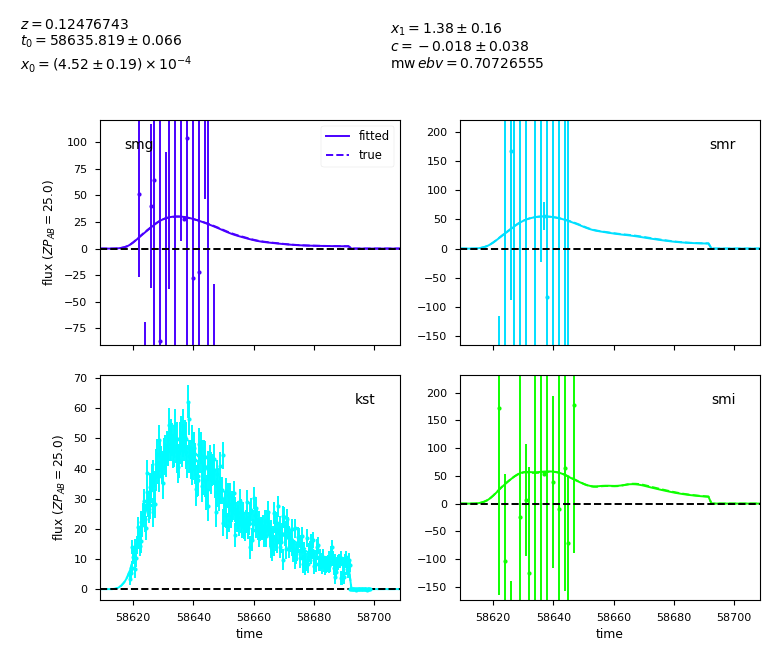 z = 0.12476743
t0 = 58635.819 ± 0.066
x0 = (4.52 ± 0.19) × 10^−4
x1 = 1.38 ± 0.16
c = −0.018 ± 0.038
mw ebv = 0.70726555
smg
fitted
true
100
75
50
25
0
−25
−50
−75
flux (ZP_AB = 25.0)
smr
200
150
100
50
0
−50
−100
−150
kst
70
60
50
40
30
20
10
0
flux (ZP_AB = 25.0)
58620 58640 58660 58680 58700
time
smi
200
150
100
50
0
−50
−100
−150
58620 58640 58660 58680 58700
time